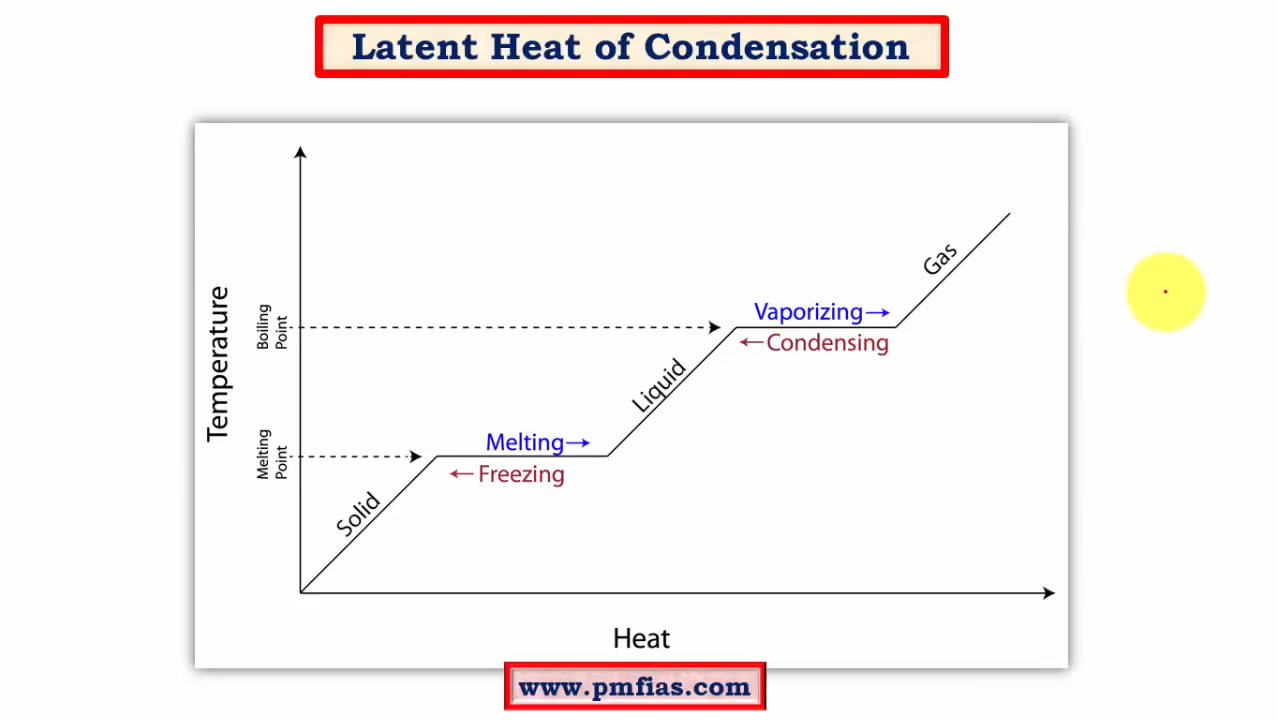 Latent Heat of Condensation
Temperature
Boiling
Point
Melting
Point
Gas
Vaporizing→
←Condensing
Liquid
Melting→
←Freezing
Solid
Heat
www.pmfias.com